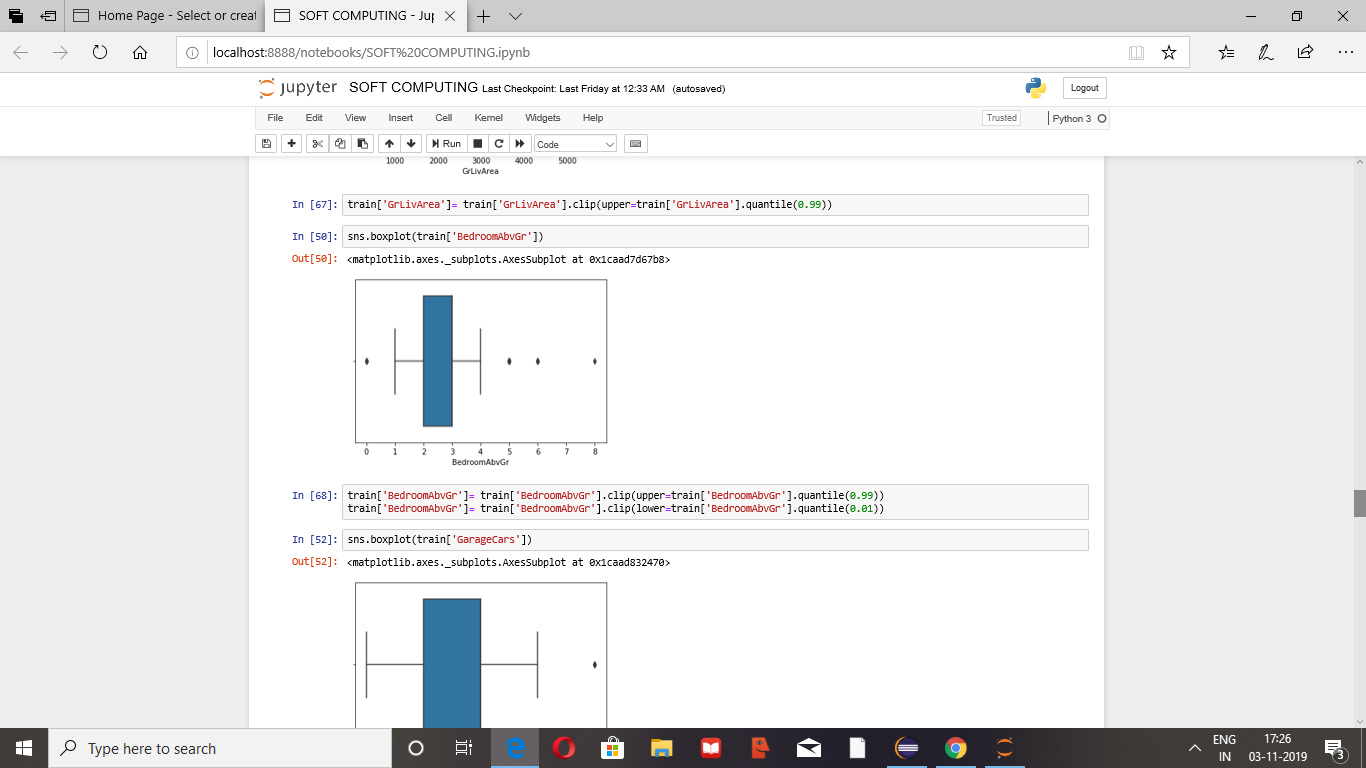 Home Page - Select or creat
SOFT COMPUTING - Jup
localhost:8888/notebooks/SOFT%20COMPUTING.ipynb
jupyter SOFT COMPUTING Last Checkpoint: Last Friday at 12:33 AM (autosaved)
Logout
File Edit View Insert Cell Kernel Widgets Help
Trusted
Python 3
Run
Code
1000 2000 3000 4000 5000
GrLivArea
In [67]: train['GrLivArea']= train['GrLivArea'].clip(upper=train['GrLivArea'].quantile(0.99))
In [50]: sns.boxplot(train['BedroomAbvGr'])
Out[50]: <matplotlib.axes._subplots.AxesSubplot at 0x1caad7d67b8>
0 1 2 3 4 5 6 7 8
BedroomAbvGr
In [68]: train['BedroomAbvGr']= train['BedroomAbvGr'].clip(upper=train['BedroomAbvGr'].quantile(0.99))
train['BedroomAbvGr']= train['BedroomAbvGr'].clip(lower=train['BedroomAbvGr'].quantile(0.01))
In [52]: sns.boxplot(train['GarageCars'])
Out[52]: <matplotlib.axes._subplots.AxesSubplot at 0x1caad832470>
Type here to search
ENG
IN
17:26
03-11-2019
3